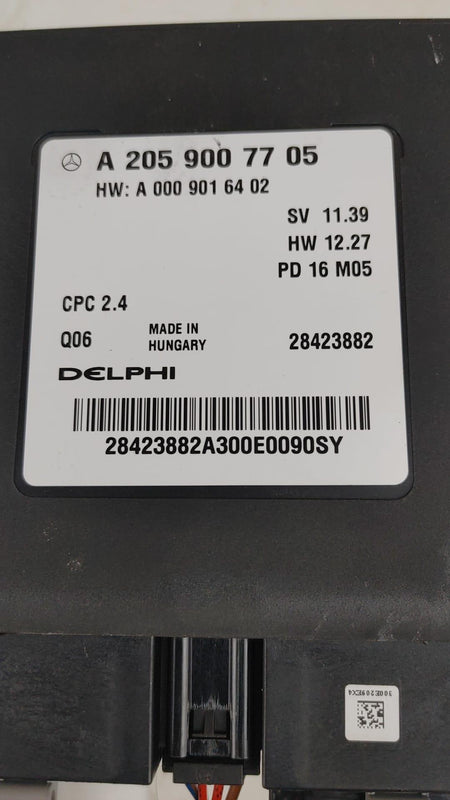 A 205 900 77 05
HW: A 000 901 64 02
SV 11.39
HW 12.27
PD 16 M05
CPC 2.4
Q06
MADE IN
HUNGARY
28423882
DELPHI
28423882A300E0090SY